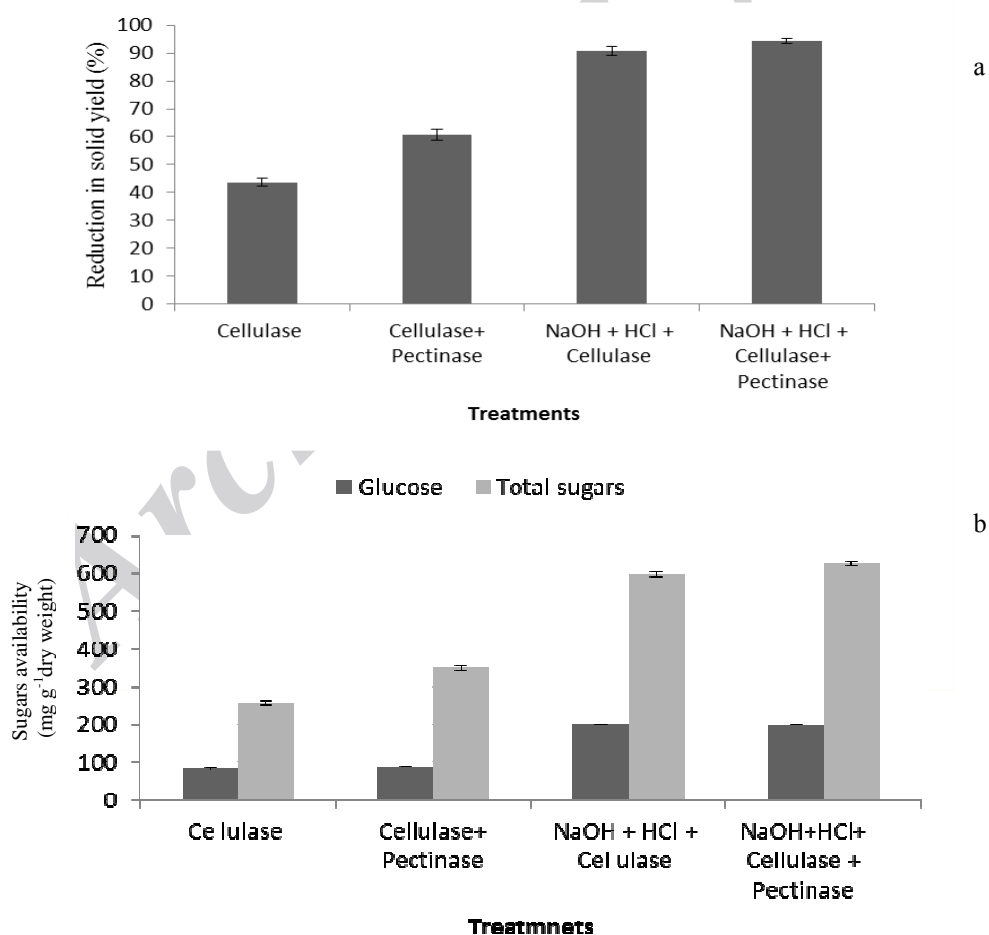 100
90
80
70
60
50
40
30
20
10
0
Reduction in solid yield (%)
a
Cellulase
Cellulase+
Pectinase
NaOH + HCl +
Cellulase
NaOH + HCl +
Cellulase+
Pectinase
Treatments
Arc
Glucose
Total sugars
b
700
600
500
400
300
200
100
0
Sugars availability
(mg g-1dry weight)
Ce lulase
Cellulase+
Pectinase
NaOH + HCl +
Cel ulase
NaOH+HCl+
Cellulase +
Pectinase
Treatmnets